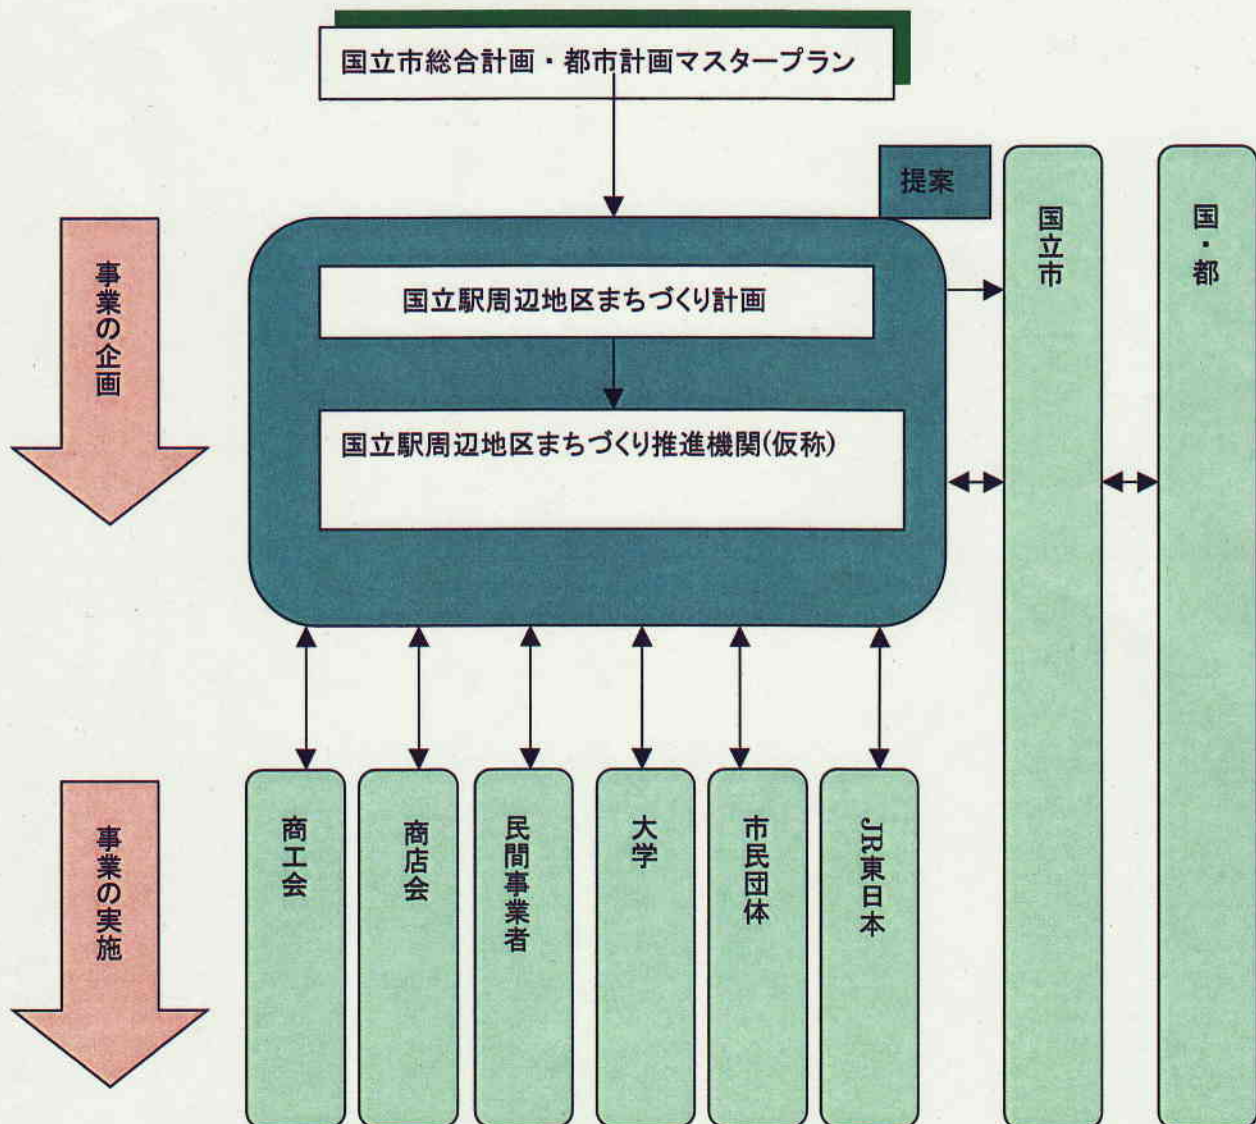 国立市総合計画・都市計画マスタープラン
提案
国立市
国・都
事業の企画
国立駅周辺地区まちづくり計画
国立駅周辺地区まちづくり推進機関(仮称)
事業の実施
商工会
商店会
民間事業者
大学
市民団体
JR東日本